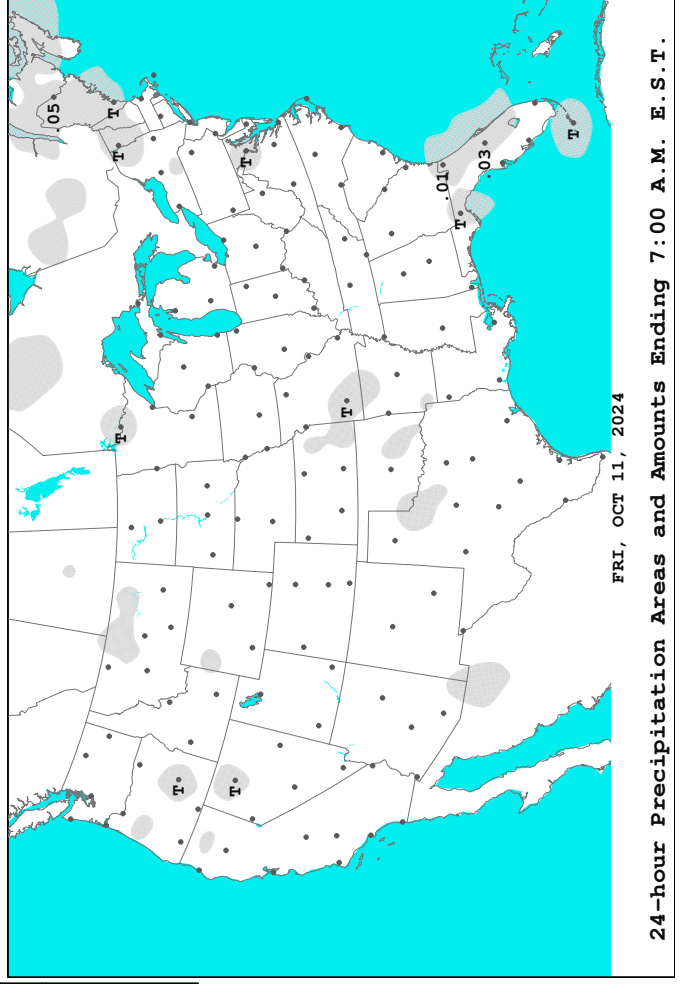 .05
T
T
T
T
T
T
T
.01
T
.03
T
FRI, OCT 11, 2024
24-hour Precipitation Areas and Amounts Ending 7:00 A.M. E.S.T.